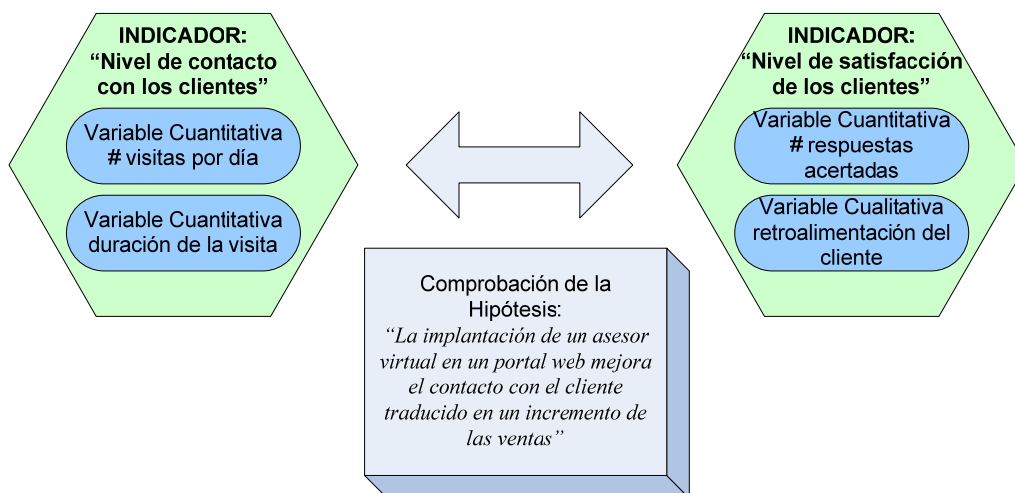 INDICADOR:
“Nivel de contacto
con los clientes”
Variable Cuantitativa
# visitas por día
Variable Cuantitativa
duración de la visita
INDICADOR:
“Nivel de satisfacción
de los clientes”
Variable Cuantitativa
# respuestas
acertadas
Variable Cualitativa
retroalimentación del
cliente
Comprobación de la
Hipótesis:
“La implantación de un asesor
virtual en un portal web mejora
el contacto con el cliente
traducido en un incremento de
las ventas”